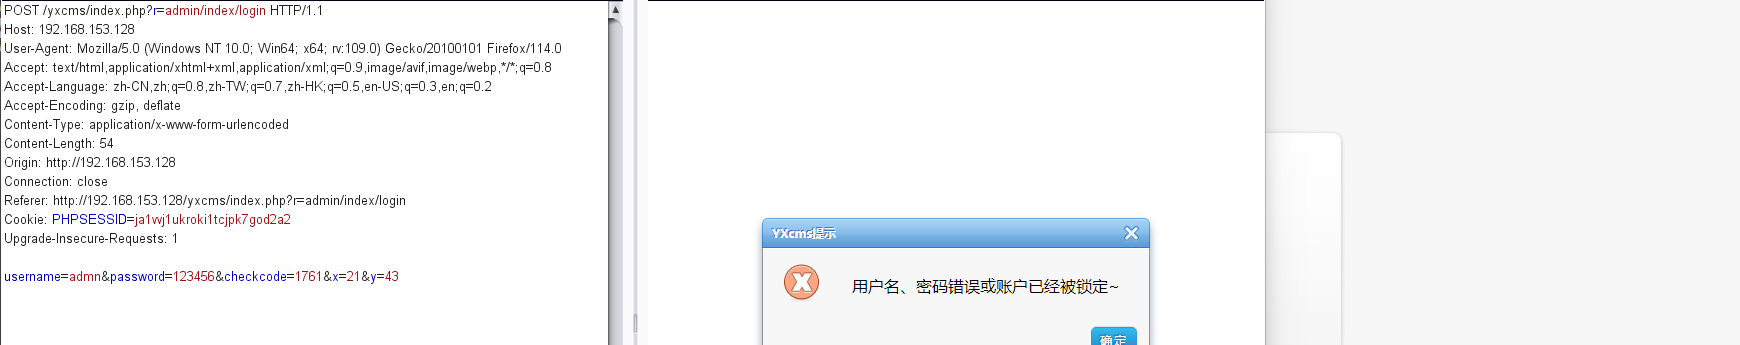 POST /yxcms/index.php?r=admin/index/login HTTP/1.1
Host: 192.168.153.128
User-Agent: Mozilla/5.0 (Windows NT 10.0; Win64; x64; rv:109.0) Gecko/20100101 Firefox/114.0
Accept: text/html,application/xhtml+xml,application/xml;q=0.9,image/avif,image/webp,*/*;q=0.8
Accept-Language: zh-CN,zh;q=0.8,zh-TW;q=0.7,zh-HK;q=0.5,en-US;q=0.3,en;q=0.2
Accept-Encoding: gzip, deflate
Content-Type: application/x-www-form-urlencoded
Content-Length: 54
Origin: http://192.168.153.128
Connection: close
Referer: http://192.168.153.128/yxcms/index.php?r=admin/index/login
Cookie: PHPSESSID=ja1vvj1ukroki1tcjpk7god2a2
Upgrade-Insecure-Requests: 1
username=admn&password=123456&checkcode=1761&x=21&y=43
YXcms提示
用户名、密码错误或账户已经被锁定~
确定